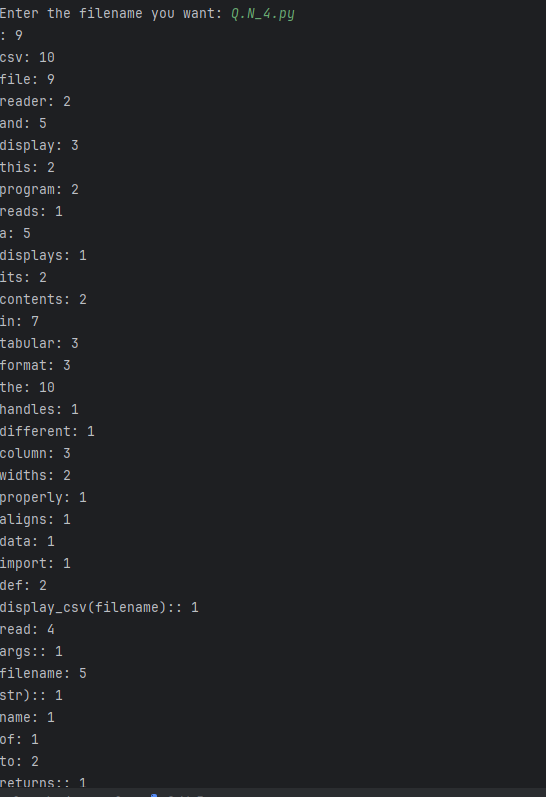 Enter the filename you want: Q.N_4.py
: 9
csv: 10
file: 9
reader: 2
and: 5
display: 3
this: 2
program: 2
reads: 1
a: 5
displays: 1
its: 2
contents: 2
in: 7
tabular: 3
format: 3
the: 10
handles: 1
different: 1
column: 3
widths: 2
properly: 1
aligns: 1
data: 1
import: 1
def: 2
display_csv(filename):: 1
read: 4
args:: 1
filename: 5
str):: 1
name: 1
of: 1
to: 2
returns:: 1